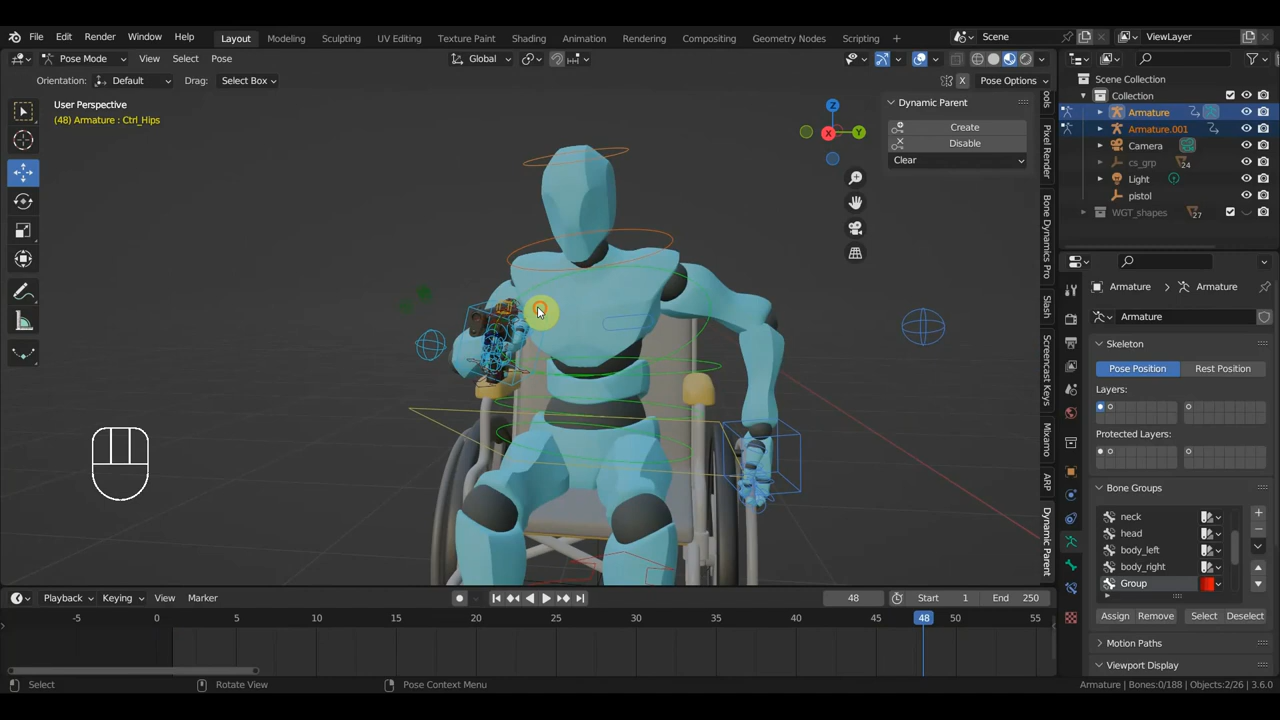 File Edit Render Window Help Layout Modeling Sculpting UV Editing Texture Paint Shading Animation Rendering Compositing Geometry Nodes Scripting + Scene ViewLayer
Pose Mode View Select Pose Global
Orientation: Default Drag: Select Box X Pose Options
User Perspective
(48) Armature : Ctrl_Hips
Z
Y
X
Dynamic Parent
Create
Disable
Clear
Pixel Render
Bone Dynamics Pro
Slash
Screencast Keys
Mixamo
ARP
Dynamic Parent
Scene Collection
Collection
Armature
Armature.001
Camera
cs_grp 24
Light
pistol
WGT_shapes 27
Armature Armature
Armature
Skeleton
Pose Position Rest Position
Layers:
Protected Layers:
Bone Groups
neck
head
body_left
body_right
Group
Assign Remove Select Deselect
Motion Paths
Viewport Display
Playback Keying View Marker 48 Start 1 End 250
-5 0 5 10 15 20 25 30 35 40 45 48 50 55
Select Rotate View Pose Context Menu Armature | Bones:0/188 | Objects:2/26 | 3.6.0